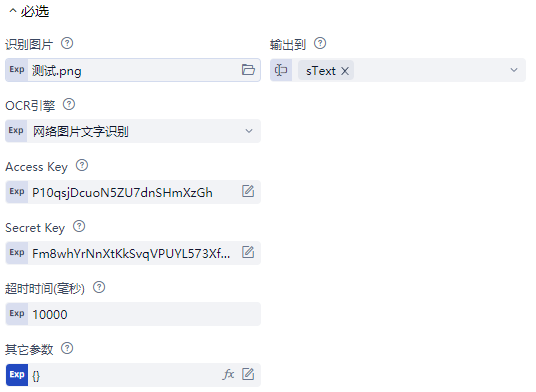 必选
识别图片
输出到
Exp 测试.png
sText
OCR引擎
Exp 网络图片文字识别
Access Key
Exp P10qsjDcuoN5ZU7dnSHmXzGh
Secret Key
Exp Fm8whYrNnXtKkSvqVPUYL573Xf...
超时时间(毫秒)
Exp 10000
其它参数
Exp {} fx